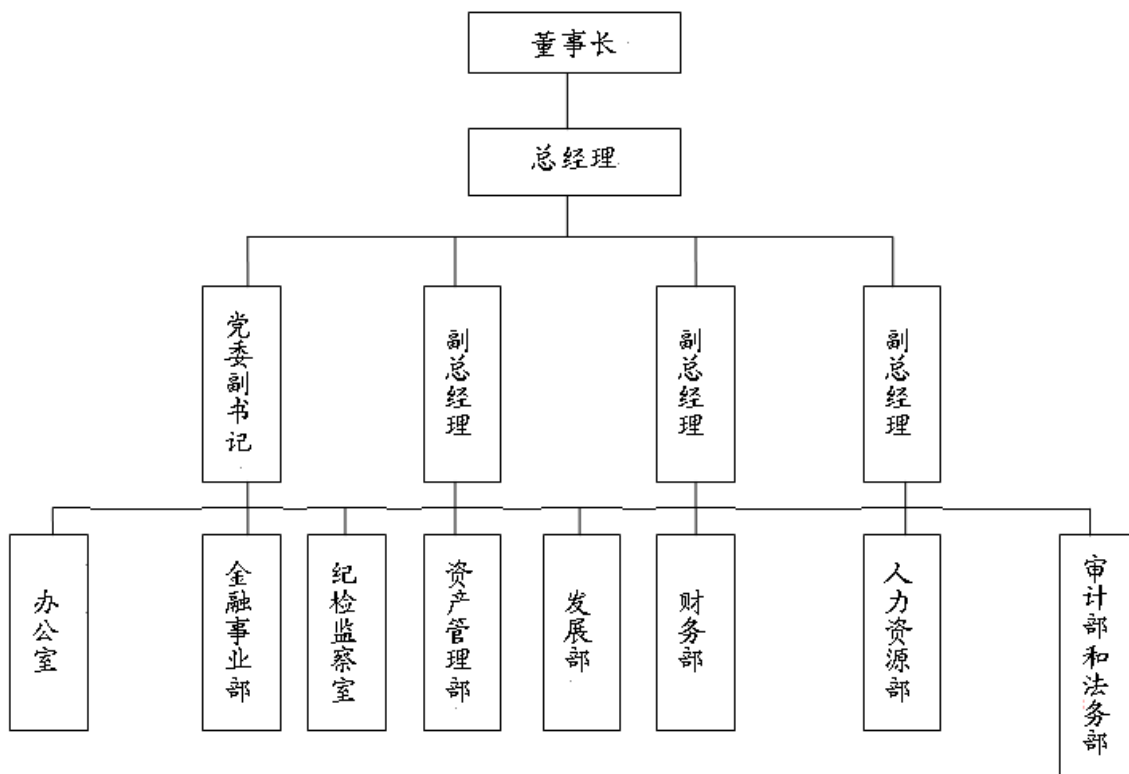 董事长
总经理
党委副书记
副总经理
副总经理
副总经理
办公室
金融事业部
纪检监察室
资产管理部
发展部
财务部
人力资源部
审计部和法务部